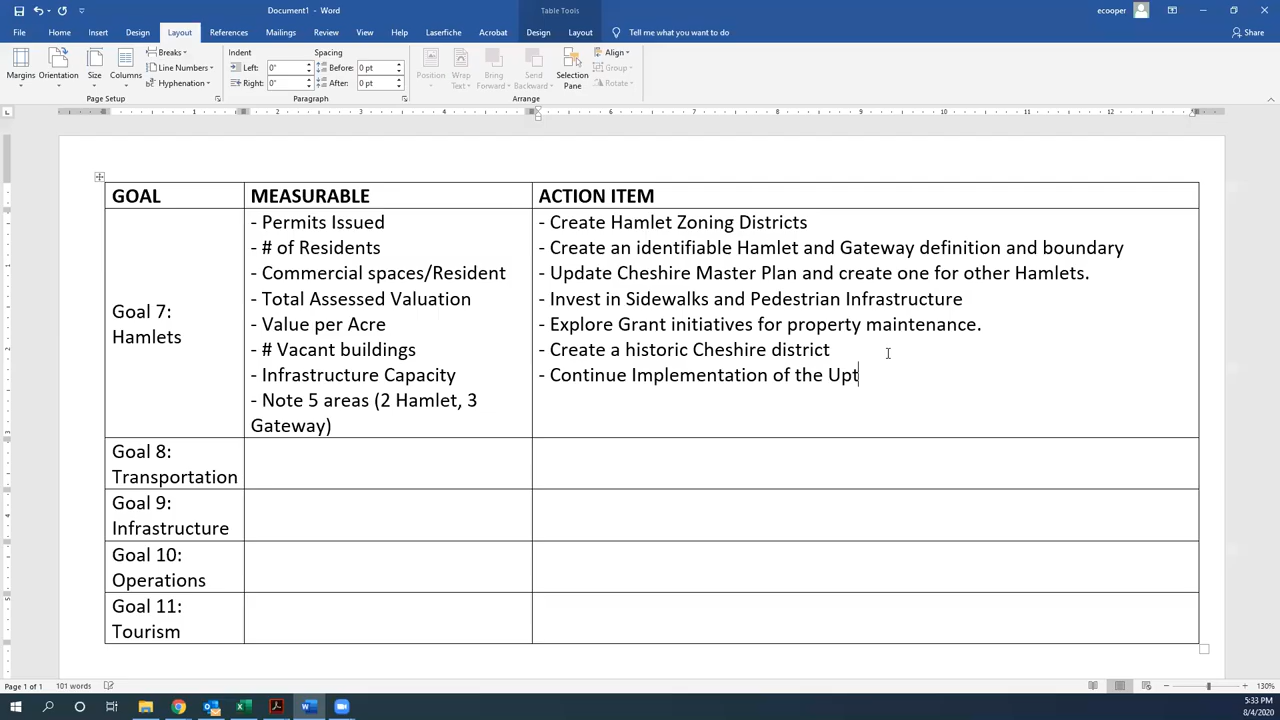 Document1 - Word
Table Tools
ecooper
File
Home
Insert
Design
Layout
References
Mailings
Review
View
Help
Laserfiche
Acrobat
Design
Layout
Tell me what you want to do
Share
Margins
Orientation
Size
Columns
Breaks
Line Numbers
Hyphenation
Page Setup
Indent
Left: 0"
Right: 0"
Spacing
Before: 0 pt
After: 0 pt
Paragraph
Position
Wrap Text
Bring Forward
Send Backward
Selection Pane
Align
Group
Rotate
Arrange
GOAL
MEASURABLE
ACTION ITEM
Goal 7:
Hamlets
- Permits Issued
- # of Residents
- Commercial spaces/Resident
- Total Assessed Valuation
- Value per Acre
- # Vacant buildings
- Infrastructure Capacity
- Note 5 areas (2 Hamlet, 3
Gateway)
- Create Hamlet Zoning Districts
- Create an identifiable Hamlet and Gateway definition and boundary
- Update Cheshire Master Plan and create one for other Hamlets.
- Invest in Sidewalks and Pedestrian Infrastructure
- Explore Grant initiatives for property maintenance.
- Create a historic Cheshire district
- Continue Implementation of the Upt
Goal 8:
Transportation
Goal 9:
Infrastructure
Goal 10:
Operations
Goal 11:
Tourism
Page 1 of 1
101 words
130%
5:33 PM
8/4/2020